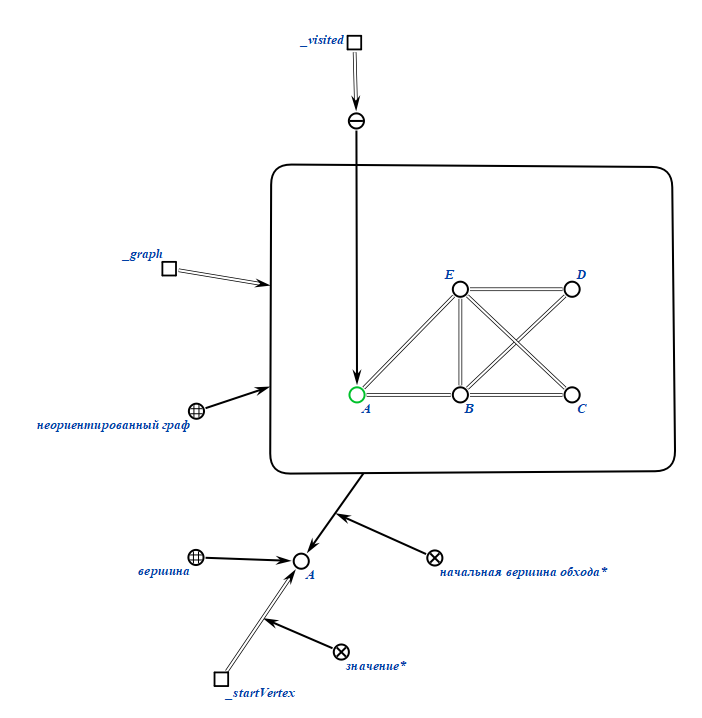 _visited
_graph
E
D
A
B
C
неориентированный граф
вершина
A
начальная вершина обхода*
значение*
_startVertex